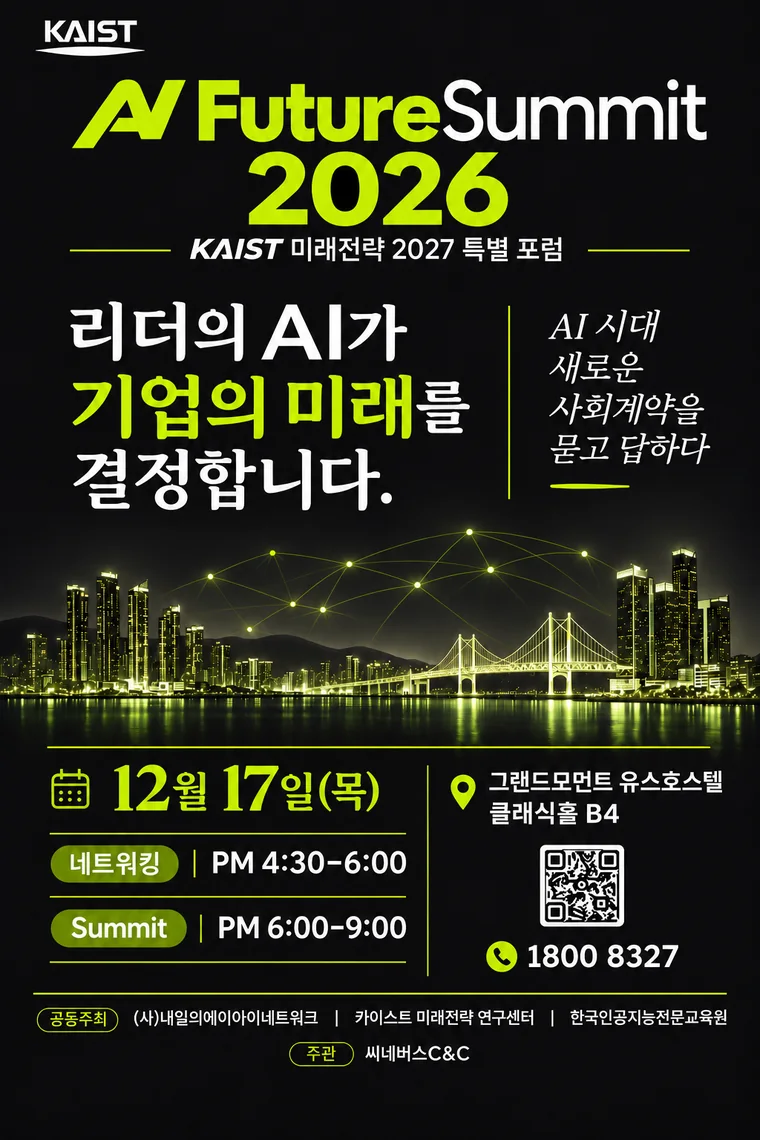 KAIST
AI FutureSummit
2026
KAIST 미래전략 2027 특별 포럼
리더의 AI가
기업의 미래를
결정합니다.
AI 시대
새로운
사회계약을
묻고 답하다
12월 17일(목)
네트워킹 | PM 4:30-6:00
Summit | PM 6:00-9:00
그랜드모먼트 유스호스텔
클래식홀 B4
1800 8327
공동주최 (사)내일의에이아이네트워크 | 카이스트 미래전략 연구센터 | 한국인공지능전문교육원
주관 씨네버스C&C